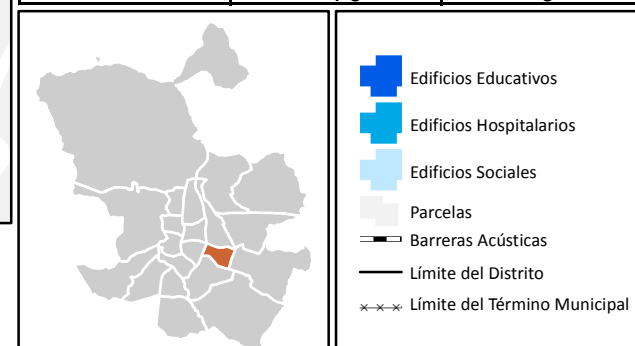 Edificios Educativos
Edificios Hospitalarios
Edificios Sociales
Parcelas
Barreras Acústicas
Límite del Distrito
Límite del Término Municipal